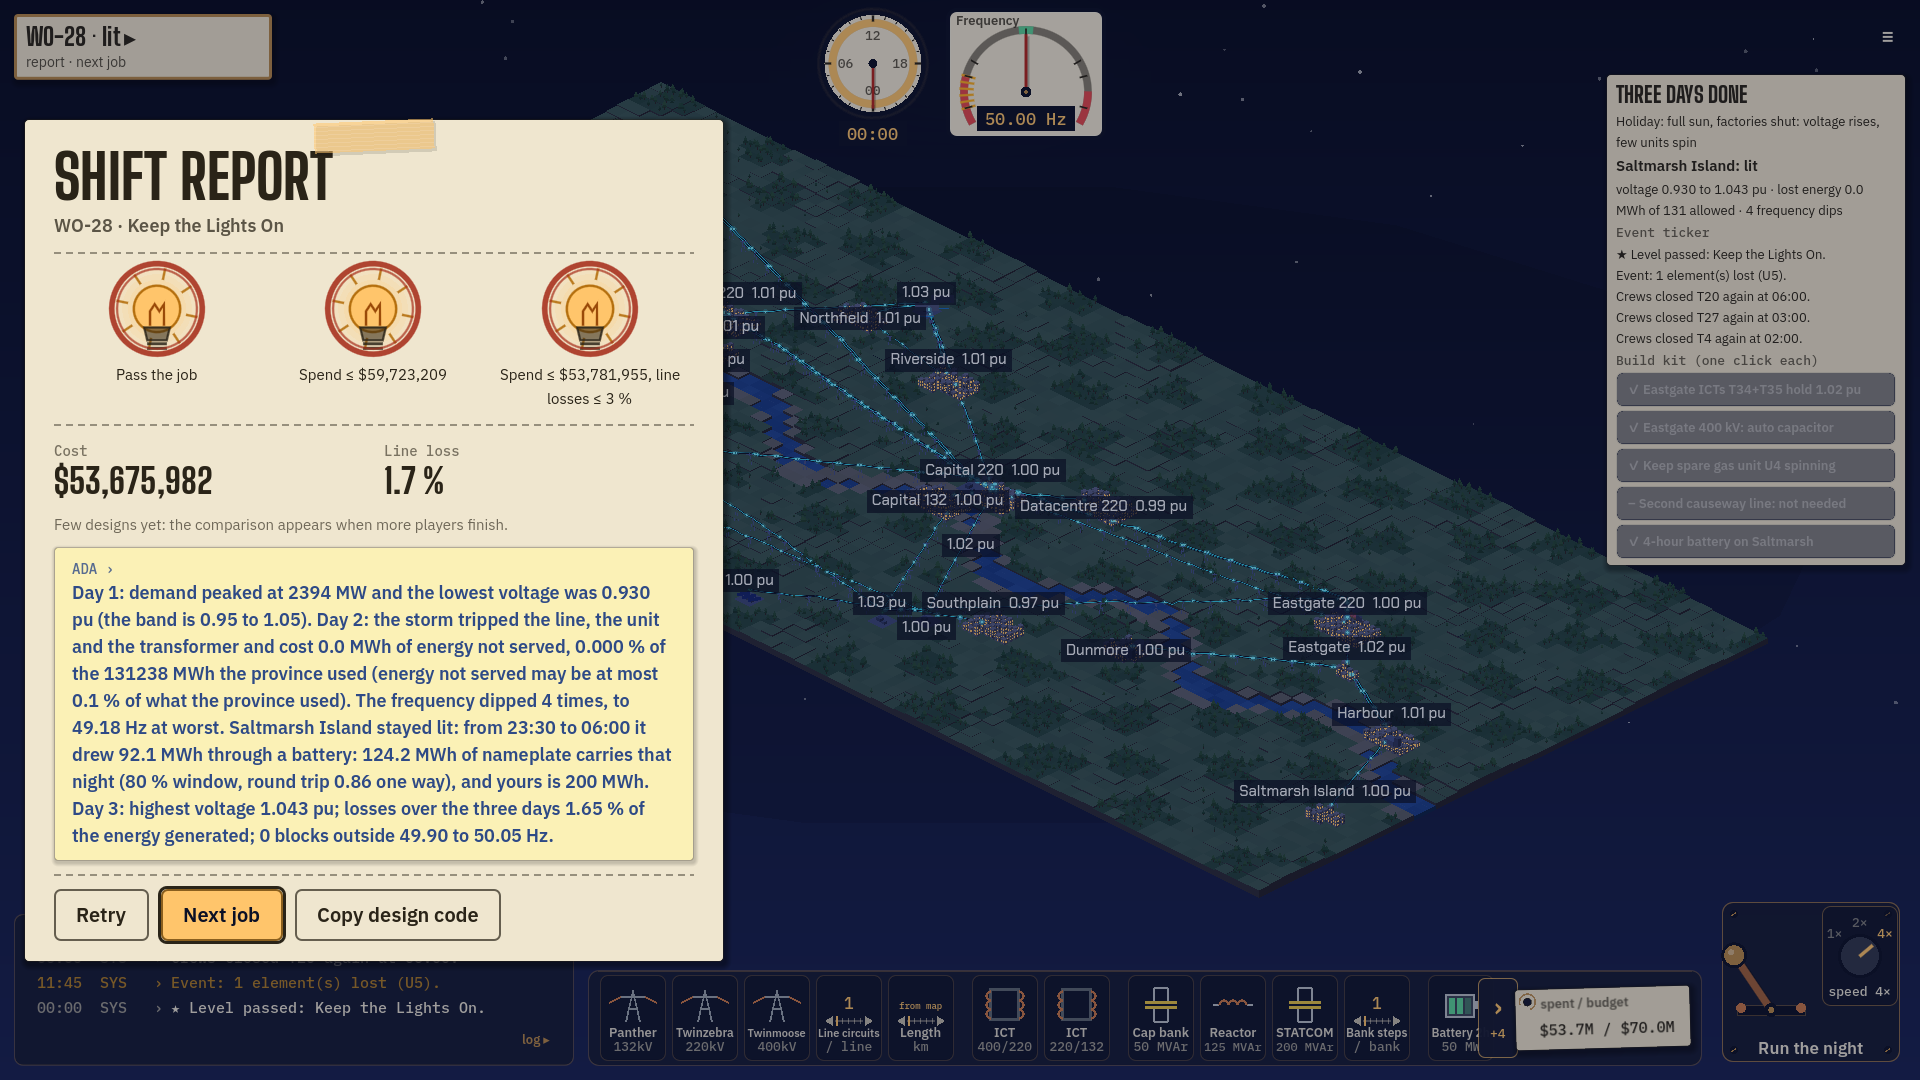 WO-28 · lit ▸
report · next job
12
06
18
00
00:00
Frequency
50.00 Hz
≡
THREE DAYS DONE
Holiday: full sun, factories shut: voltage rises,
few units spin
Saltmarsh Island: lit
voltage 0.930 to 1.043 pu · lost energy 0.0
MWh of 131 allowed · 4 frequency dips
Event ticker
★ Level passed: Keep the Lights On.
Event: 1 element(s) lost (U5).
Crews closed T20 again at 06:00.
Crews closed T27 again at 03:00.
Crews closed T4 again at 02:00.
Build kit (one click each)
✓ Eastgate ICTs T34+T35 hold 1.02 pu
✓ Eastgate 400 kV: auto capacitor
✓ Keep spare gas unit U4 spinning
– Second causeway line: not needed
✓ 4-hour battery on Saltmarsh
SHIFT REPORT
WO-28 · Keep the Lights On
Pass the job
Spend ≤ $59,723,209
Spend ≤ $53,781,955, line
losses ≤ 3 %
Cost
$53,675,982
Line loss
1.7 %
Few designs yet: the comparison appears when more players finish.
ADA ›
Day 1: demand peaked at 2394 MW and the lowest voltage was 0.930
pu (the band is 0.95 to 1.05). Day 2: the storm tripped the line, the unit
and the transformer and cost 0.0 MWh of energy not served, 0.000 % of
the 131238 MWh the province used (energy not served may be at most
0.1 % of what the province used). The frequency dipped 4 times, to
49.18 Hz at worst. Saltmarsh Island stayed lit: from 23:30 to 06:00 it
drew 92.1 MWh through a battery: 124.2 MWh of nameplate carries that
night (80 % window, round trip 0.86 one way), and yours is 200 MWh.
Day 3: highest voltage 1.043 pu; losses over the three days 1.65 % of
the energy generated; 0 blocks outside 49.90 to 50.05 Hz.
Retry
Next job
Copy design code
220 1.01 pu
1.03 pu
Northfield 1.01 pu
01 pu
pu
Riverside 1.01 pu
Capital 220 1.00 pu
Capital 132 1.00 pu
Datacentre 220 0.99 pu
1.02 pu
1.00 pu
1.03 pu
Southplain 0.97 pu
1.00 pu
Eastgate 220 1.00 pu
Eastgate 1.02 pu
Dunmore 1.00 pu
Harbour 1.01 pu
Saltmarsh Island 1.00 pu
11:45 SYS › Event: 1 element(s) lost (U5).
00:00 SYS › ★ Level passed: Keep the Lights On.
log ▸
Panther
132kV
Twinzebra
220kV
Twinmoose
400kV
1
Line circuits
/ line
from map
Length
km
ICT
400/220
ICT
220/132
Cap bank
50 MVAr
Reactor
125 MVAr
STATCOM
200 MVAr
1
Bank steps
/ bank
Battery
50 MW
›
+4
spent / budget
$53.7M / $70.0M
1×
2×
4×
speed 4×
Run the night